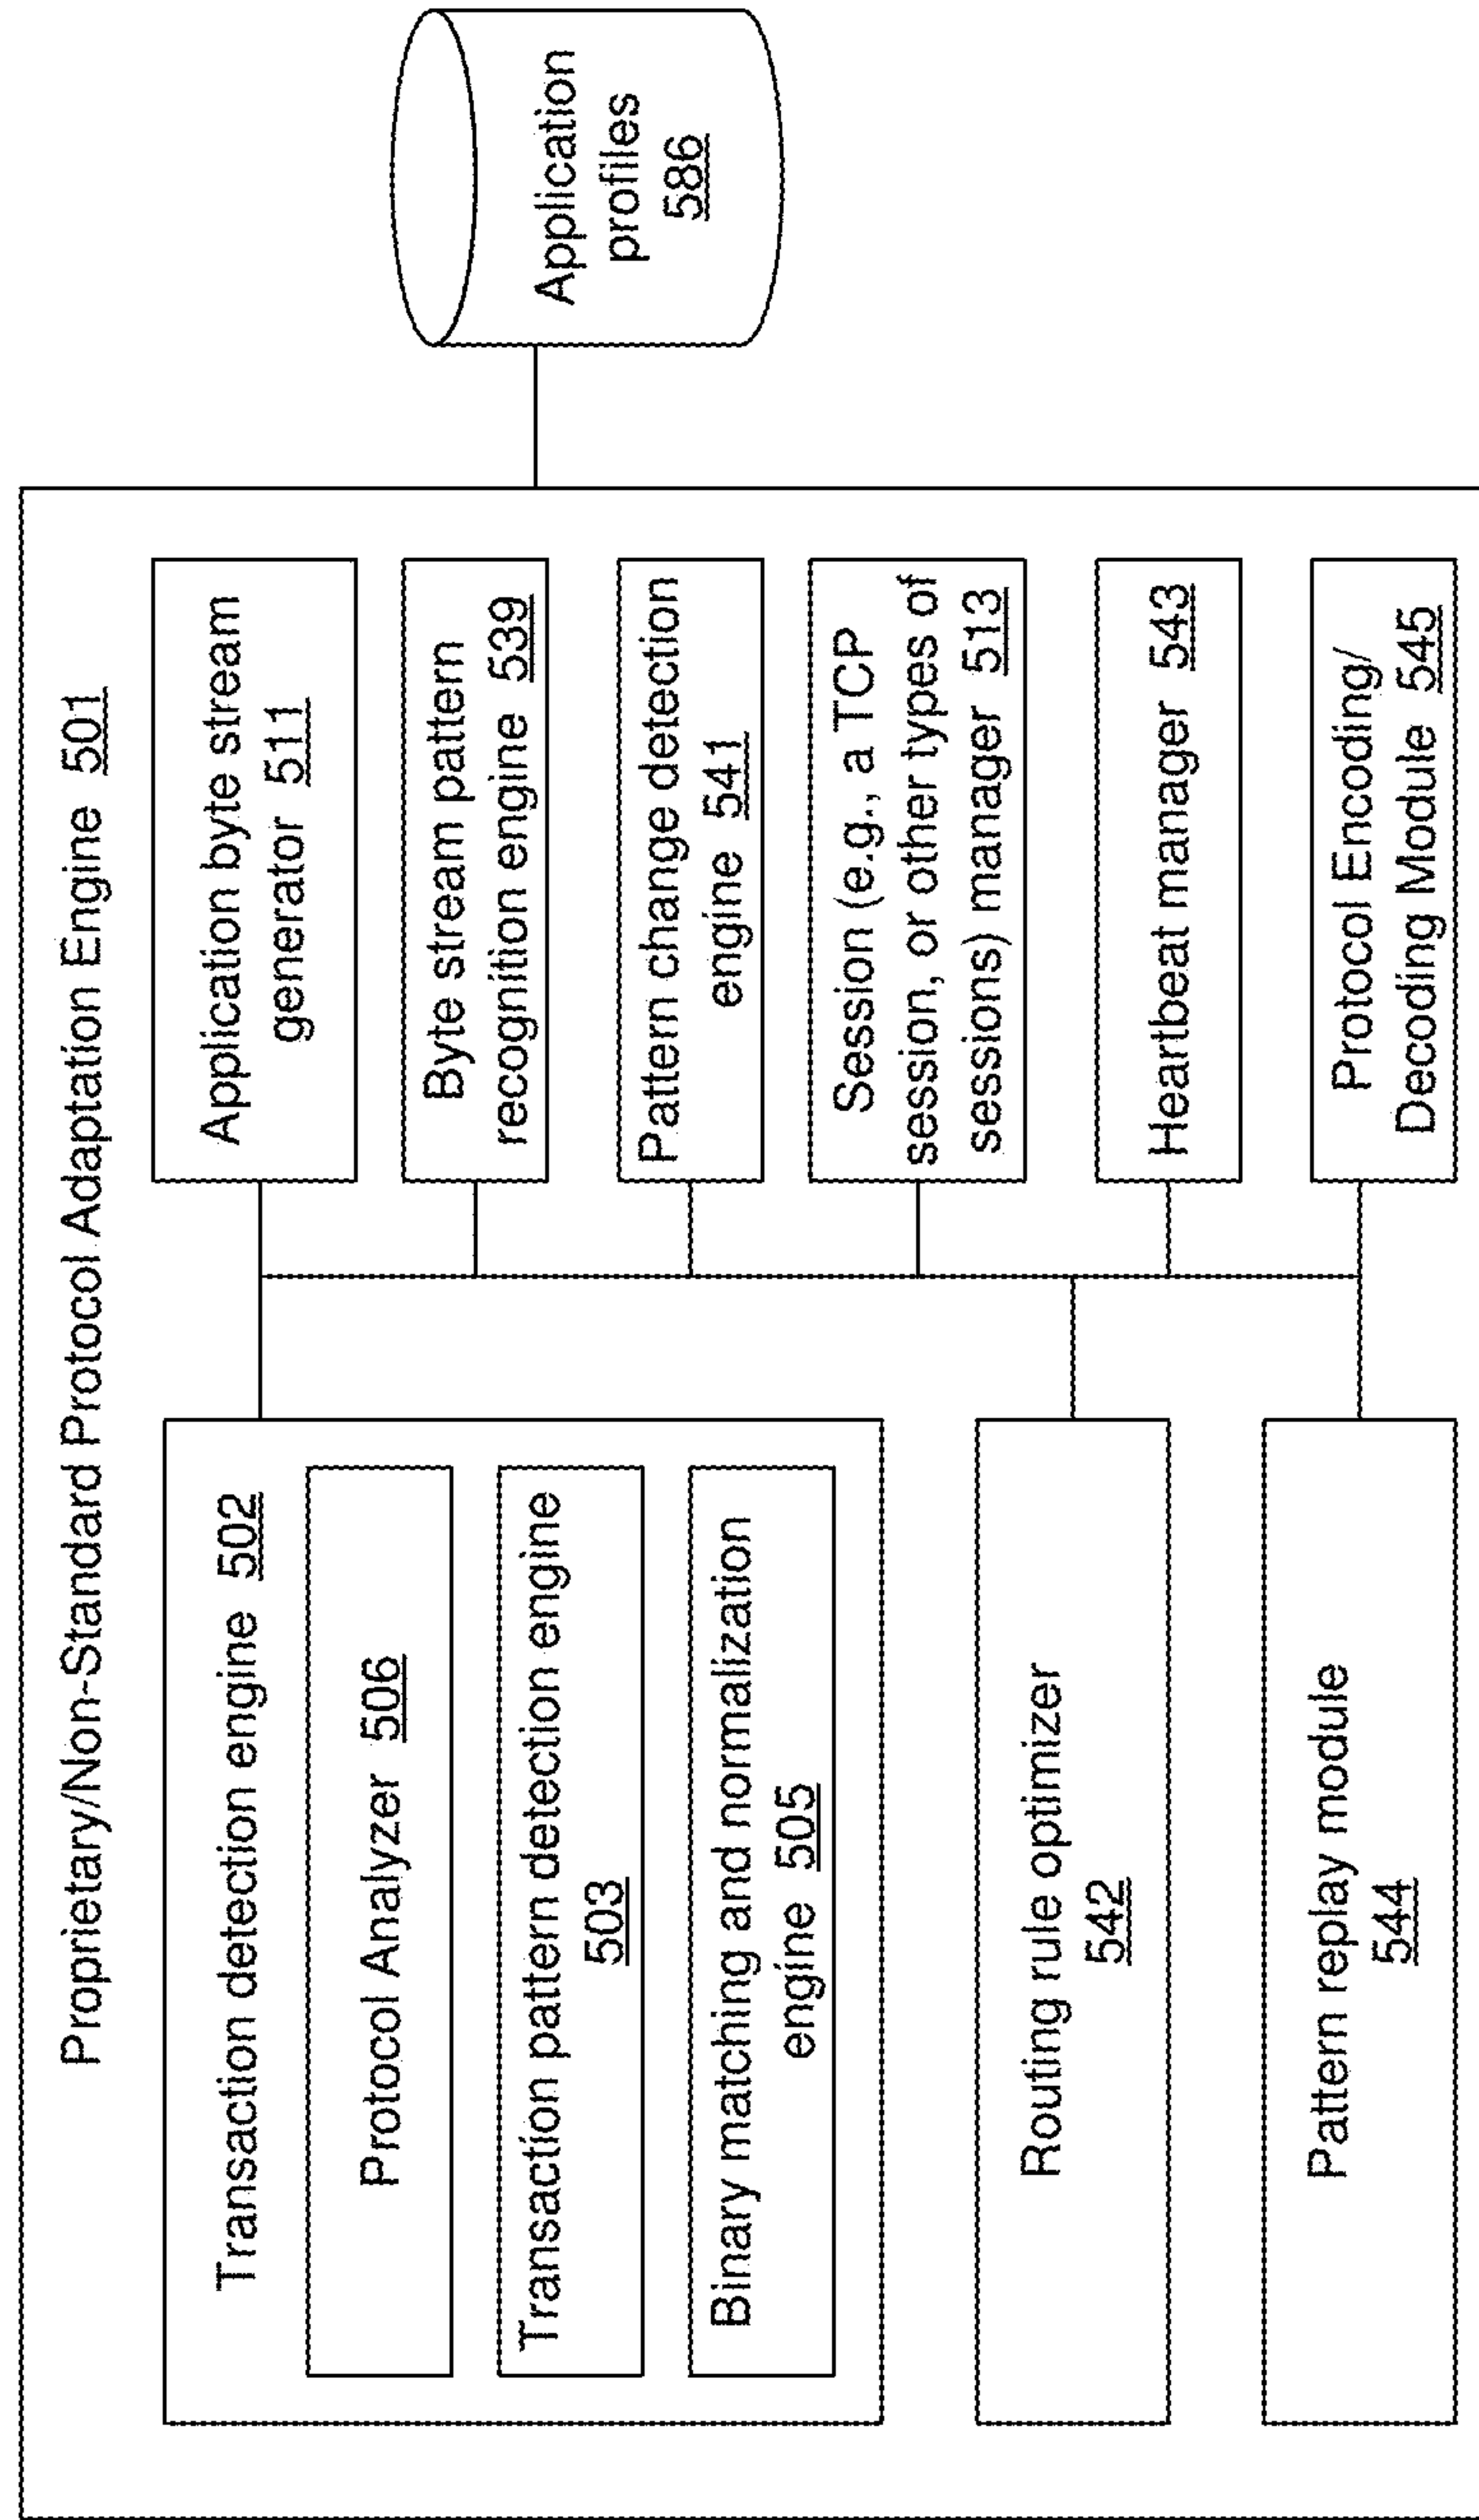 Proprietary/Non-Standard Protocol Adaptation Engine 501
Transaction detection engine 502
Protocol Analyzer 506
Transaction pattern detection engine
503
Binary matching and normalization
engine 505
Routing rule optimizer
542
Pattern replay module
544
Application byte stream
generator 511
Byte stream pattern
recognition engine 539
Pattern change detection
engine 541
Session (e.g., a TCP
session, or other types of
sessions) manager 513
Heartbeat manager 543
Protocol Encoding/
Decoding Module 545
Application
profiles
586